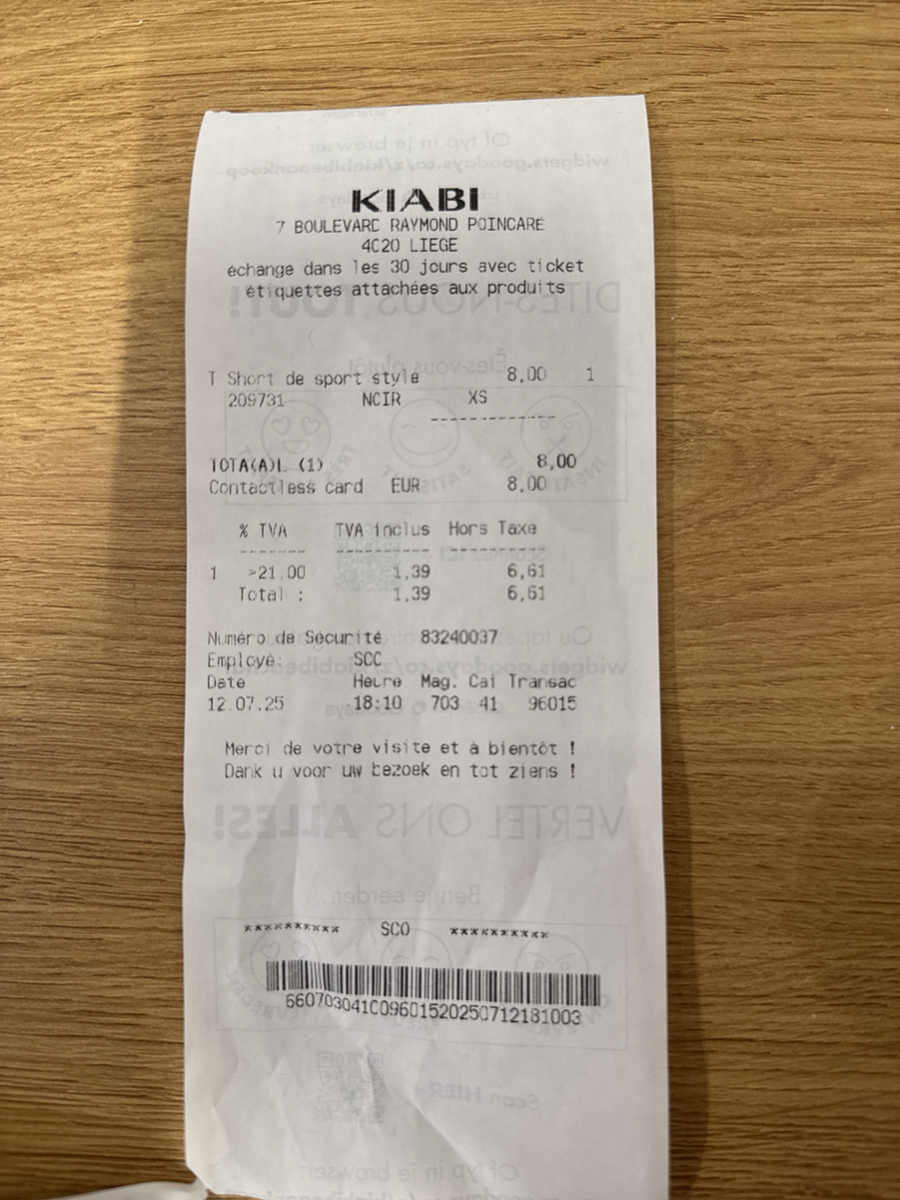 KIABI
7 BOULEVARD RAYMOND POINCARE
4020 LIEGE
échange dans les 30 jours avec ticket
étiquettes attachées aux produits
T Short de sport style 8,00 1
209731 NOIR XS
------------
TOTA(A)L (1) 8,00
Contactless card EUR 8,00
% TVA TVA inclus Hors Taxe
------- ---------- ---------
1 >21,00 1,39 6,61
Total : 1,39 6,61
Numéro de Sécurité 83240037
Employé: SCO
Date Heure Mag. Cai Transac
12.07.25 18:10 703 41 96015
Merci de votre visite et à bientôt !
Dank u voor uw bezoek en tot ziens !
********** SCO **********
660703041009601520250712181003